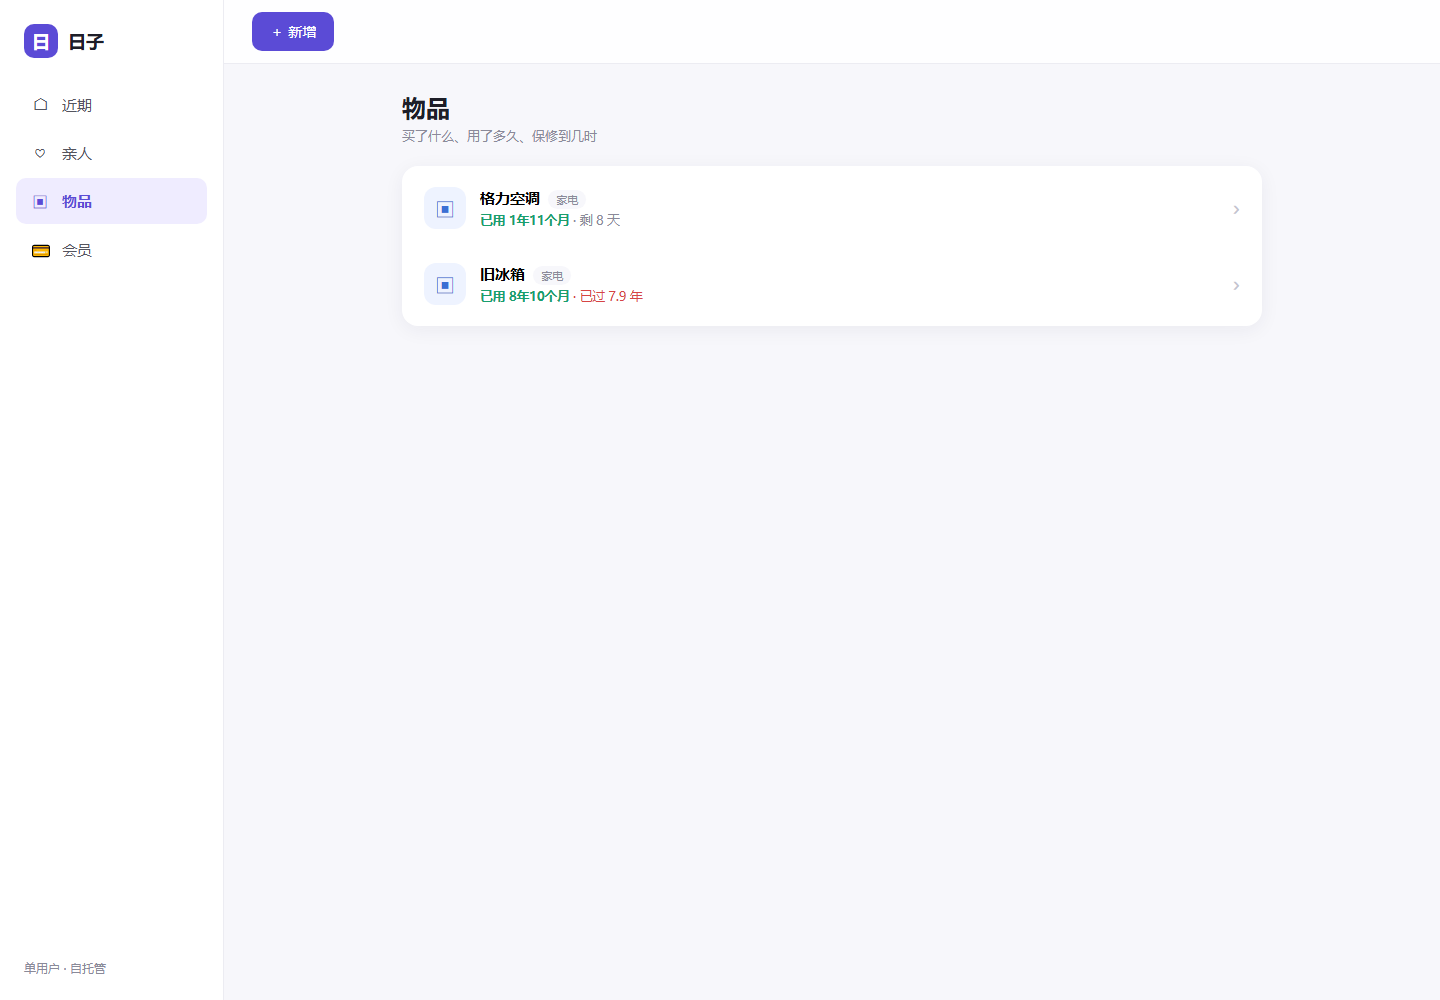 日 日子
近期
亲人
物品
会员
单用户 · 自托管
+ 新增
物品
买了什么、用了多久、保修到几时
格力空调 家电
已用 1年11个月 · 剩 8 天
旧冰箱 家电
已用 8年10个月 · 已过 7.9 年